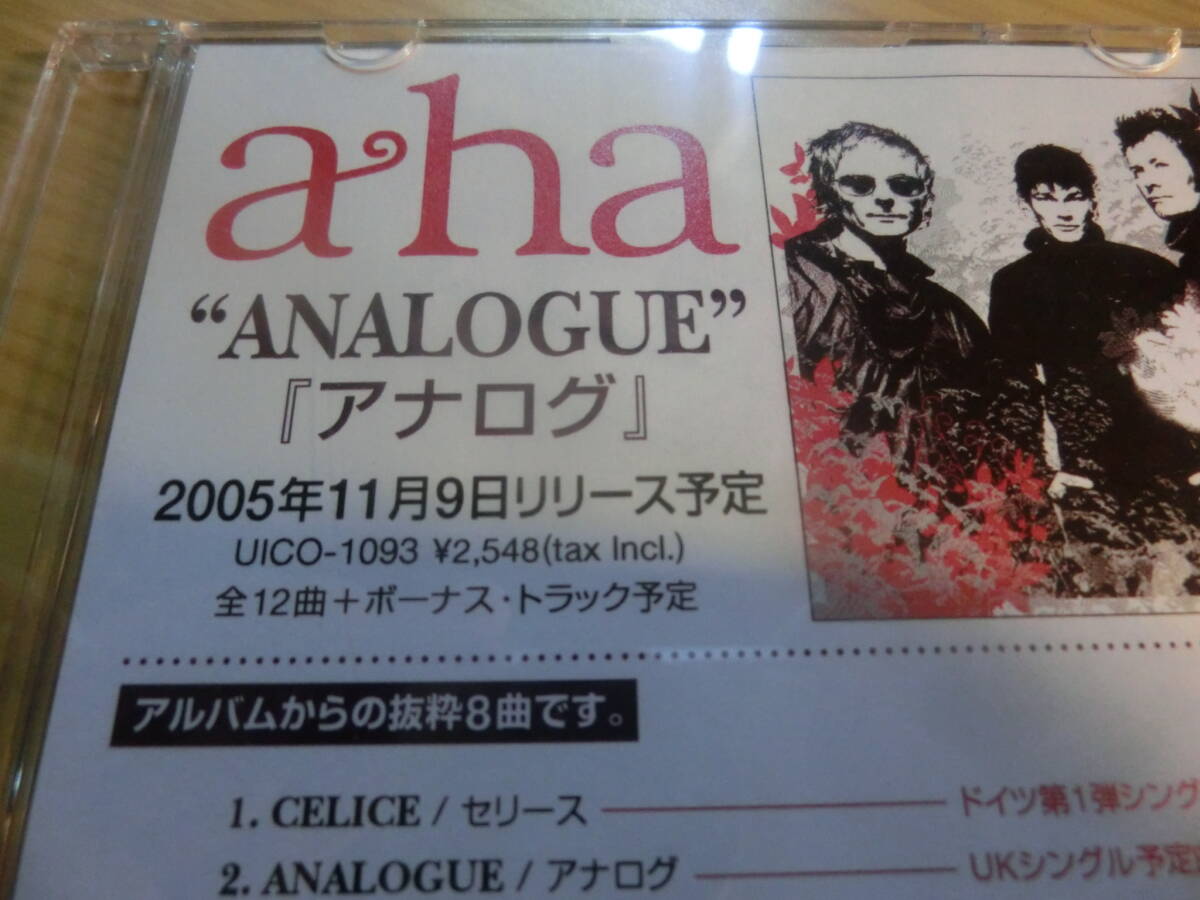 a-ha
“ANALOGUE”
『アナログ』
2005年11月9日リリース予定
UICO-1093 ¥2,548(tax Incl.)
全12曲＋ボーナス・トラック予定
アルバムからの抜粋8曲です。
1. CELICE / セリース ドイツ第1弾シング
2. ANALOGUE / アナログ UKシングル予定